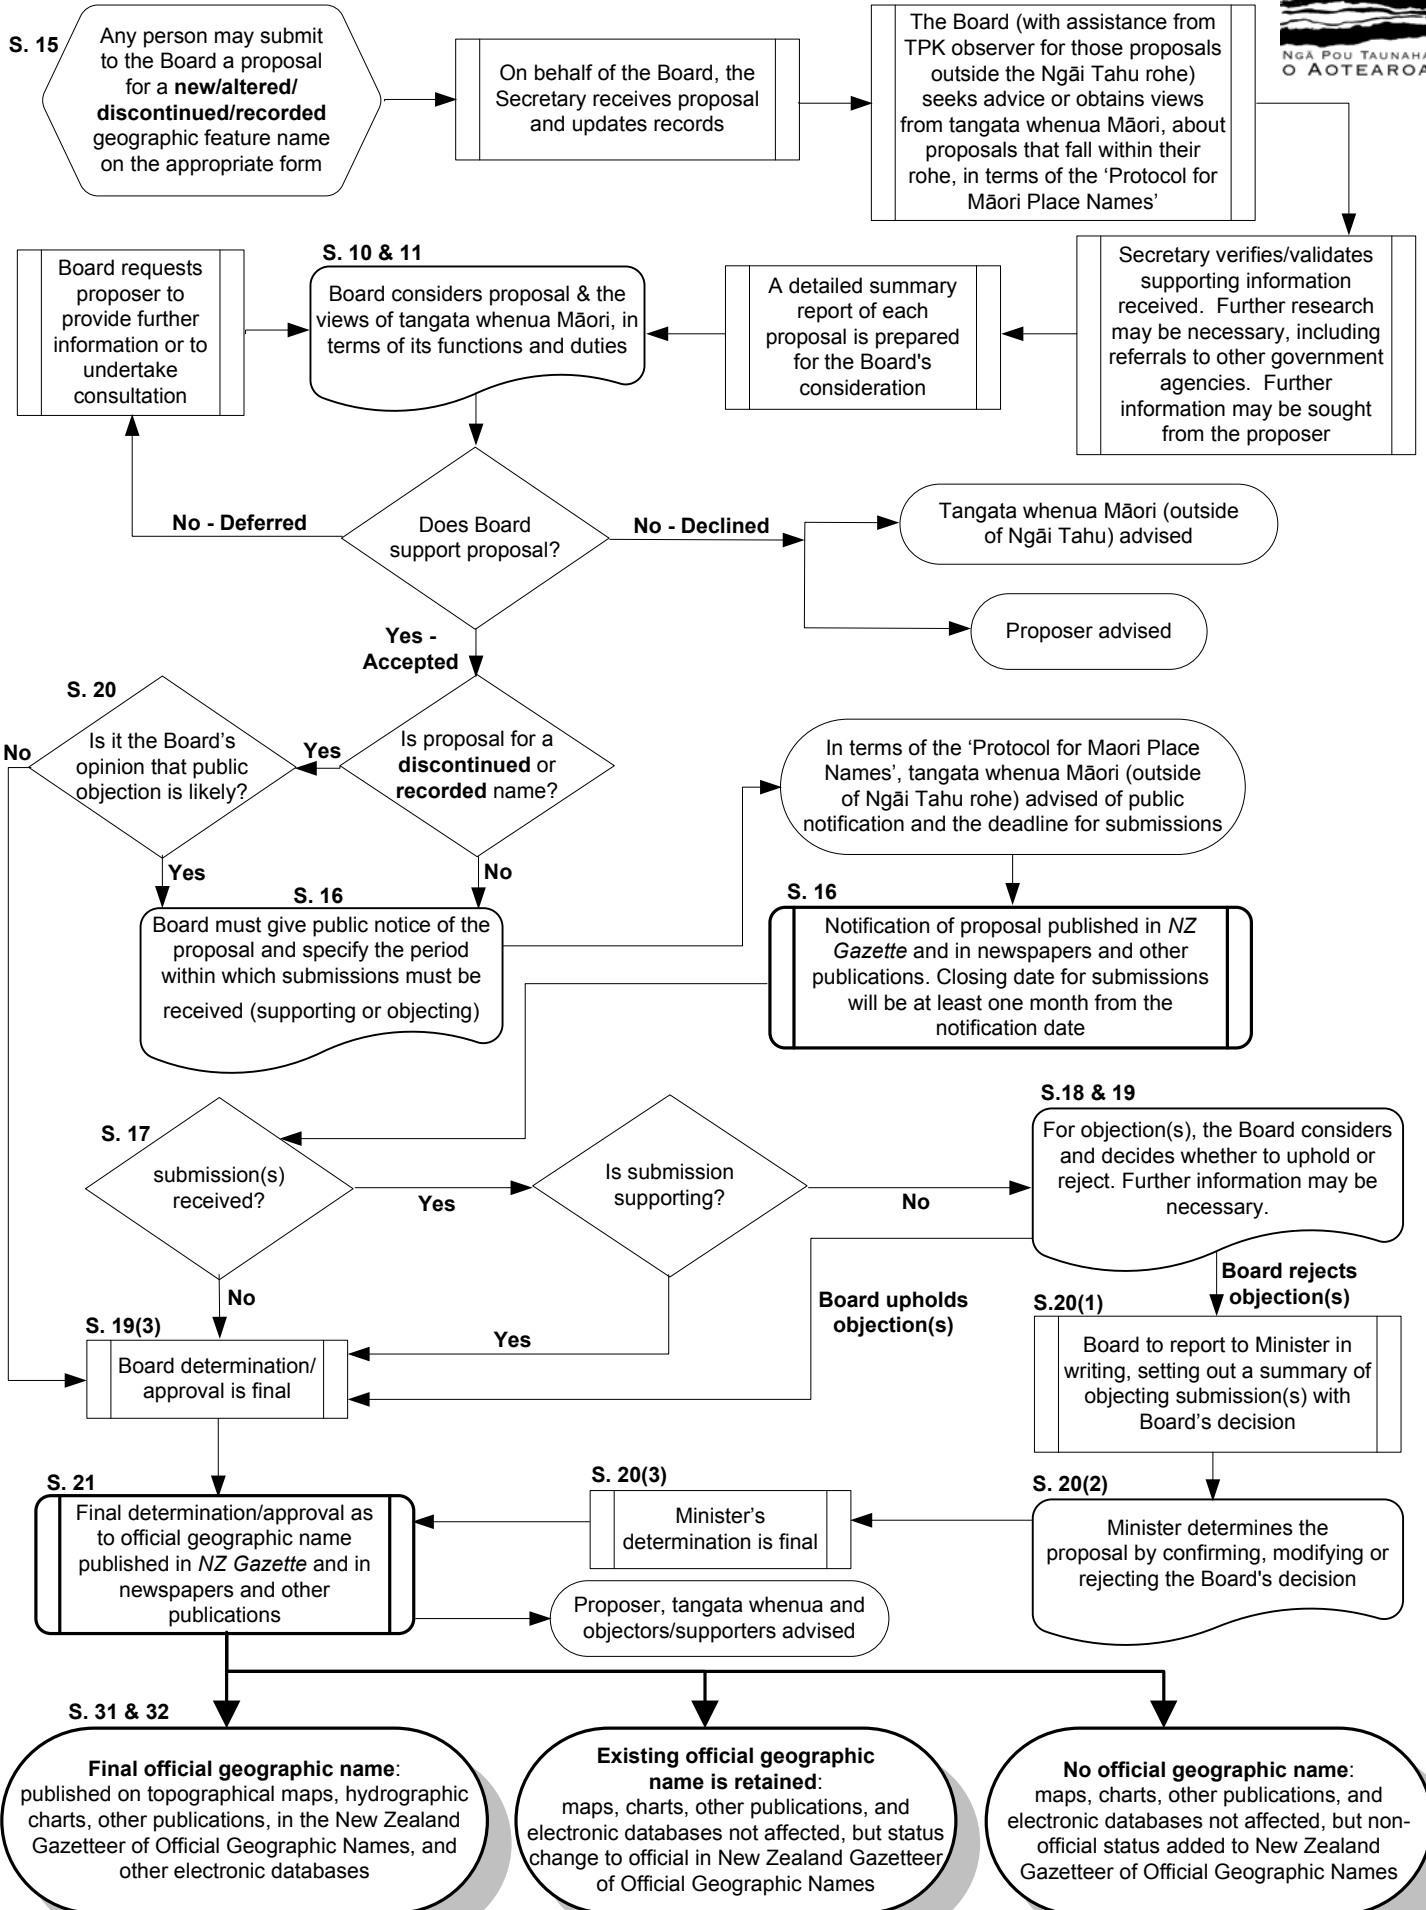 S. 15
Any person may submit
to the Board a proposal
for a new/altered/
discontinued/recorded
geographic feature name
on the appropriate form
On behalf of the Board, the
Secretary receives proposal
and updates records
The Board (with assistance from
TPK observer for those proposals
outside the Ngāi Tahu rohe)
seeks advice or obtains views
from tangata whenua Māori, about
proposals that fall within their
rohe, in terms of the ‘Protocol for
Māori Place Names’
NGĀ POU TAUNAHA
O AOTEAROA
Board requests
proposer to
provide further
information or to
undertake
consultation
S. 10 & 11
Board considers proposal & the
views of tangata whenua Māori, in
terms of its functions and duties
A detailed summary
report of each
proposal is prepared
for the Board's
consideration
Secretary verifies/validates
supporting information
received. Further research
may be necessary, including
referrals to other government
agencies. Further
information may be sought
from the proposer
No - Deferred
Does Board
support proposal?
No - Declined
Tangata whenua Māori (outside
of Ngāi Tahu) advised
Proposer advised
Yes -
Accepted
S. 20
No
Is it the Board’s
opinion that public
objection is likely?
Yes
Is proposal for a
discontinued or
recorded name?
In terms of the ‘Protocol for Maori Place
Names’, tangata whenua Māori (outside
of Ngāi Tahu rohe) advised of public
notification and the deadline for submissions
Yes
No
S. 16
Board must give public notice of the
proposal and specify the period
within which submissions must be
received (supporting or objecting)
S. 16
Notification of proposal published in NZ
Gazette and in newspapers and other
publications. Closing date for submissions
will be at least one month from the
notification date
S. 17
submission(s)
received?
Yes
Is submission
supporting?
No
S.18 & 19
For objection(s), the Board considers
and decides whether to uphold or
reject. Further information may be
necessary.
No
Yes
Board upholds
objection(s)
Board rejects
objection(s)
S. 19(3)
Board determination/
approval is final
S.20(1)
Board to report to Minister in
writing, setting out a summary of
objecting submission(s) with
Board’s decision
S. 21
Final determination/approval as
to official geographic name
published in NZ Gazette and in
newspapers and other
publications
S. 20(3)
Minister’s
determination is final
S. 20(2)
Minister determines the
proposal by confirming, modifying or
rejecting the Board's decision
Proposer, tangata whenua and
objectors/supporters advised
S. 31 & 32
Final official geographic name:
published on topographical maps, hydrographic
charts, other publications, in the New Zealand
Gazetteer of Official Geographic Names, and
other electronic databases
Existing official geographic
name is retained:
maps, charts, other publications, and
electronic databases not affected, but status
change to official in New Zealand Gazetteer
of Official Geographic Names
No official geographic name:
maps, charts, other publications, and
electronic databases not affected, but non-
official status added to New Zealand
Gazetteer of Official Geographic Names